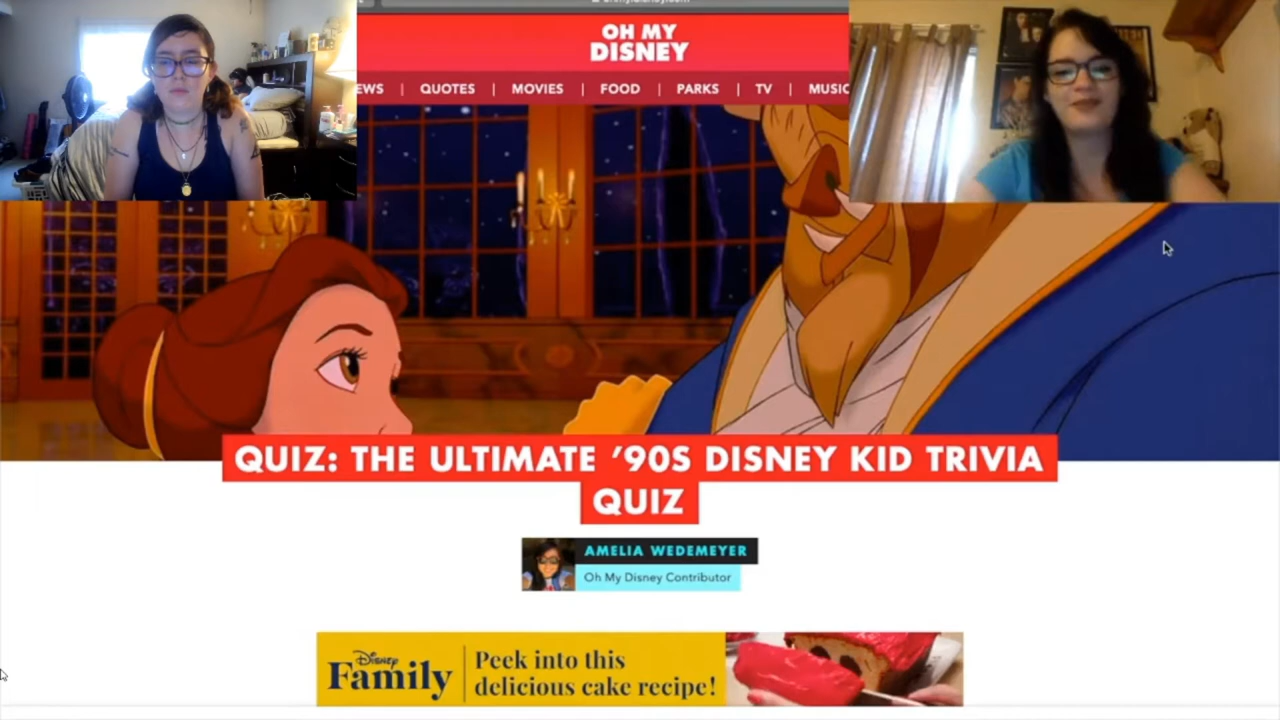 OH MY
DISNEY
EWS | QUOTES | MOVIES | FOOD | PARKS | TV | MUSIC
QUIZ: THE ULTIMATE ’90S DISNEY KID TRIVIA
QUIZ
AMELIA WEDEMEYER
Oh My Disney Contributor
Disney
Family
Peek into this
delicious cake recipe!